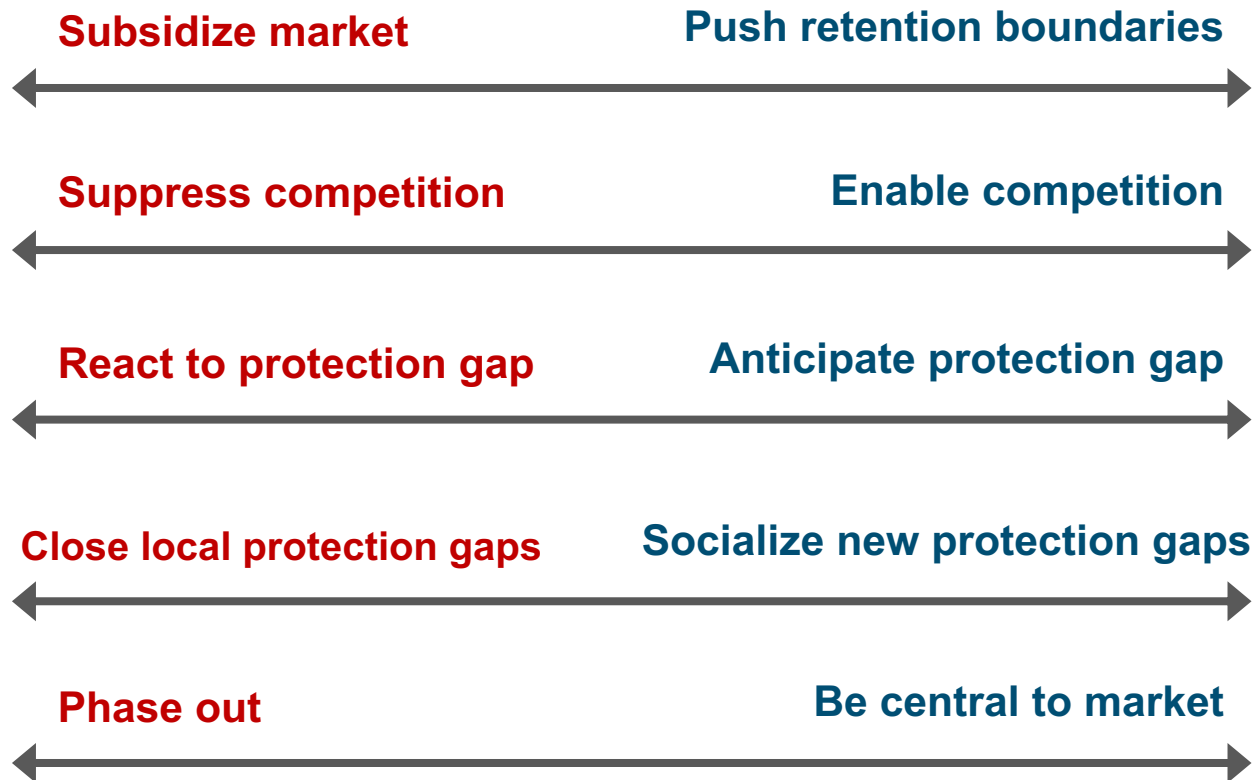 Subsidize market
Push retention boundaries
Suppress competition
Enable competition
React to protection gap
Anticipate protection gap
Close local protection gaps
Socialize new protection gaps
Phase out
Be central to market